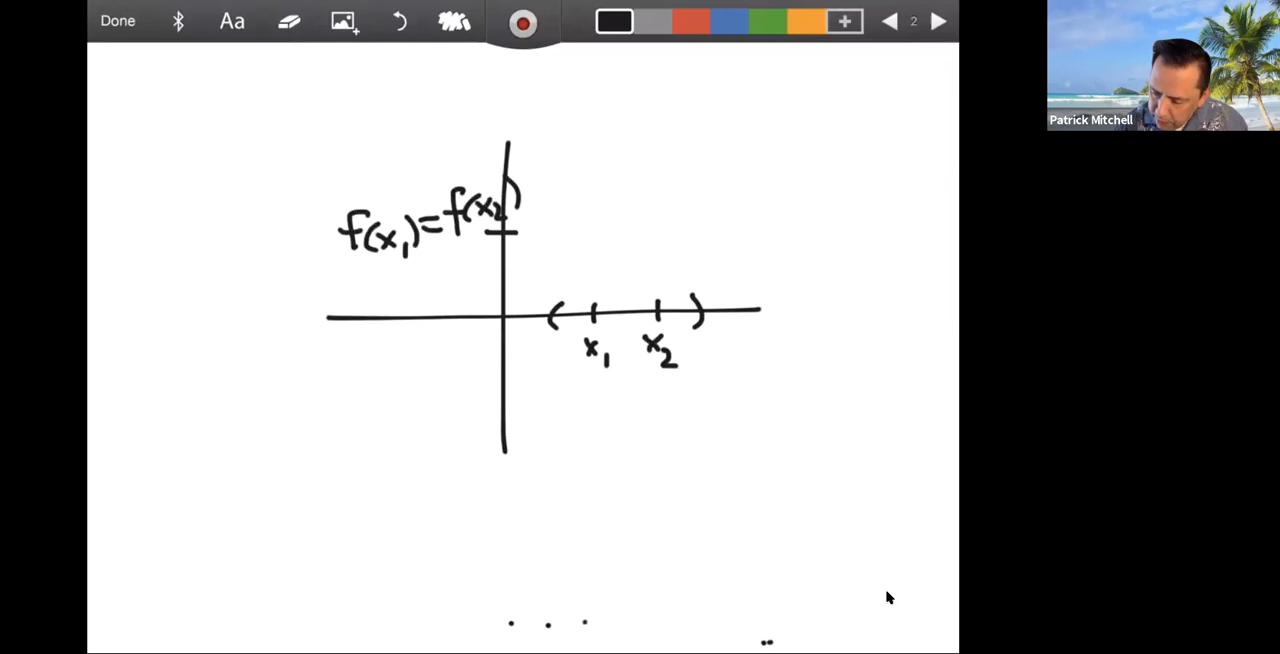 Done Aa 2
Patrick Mitchell
f(x₁)=f(x₂)
x₁ x₂